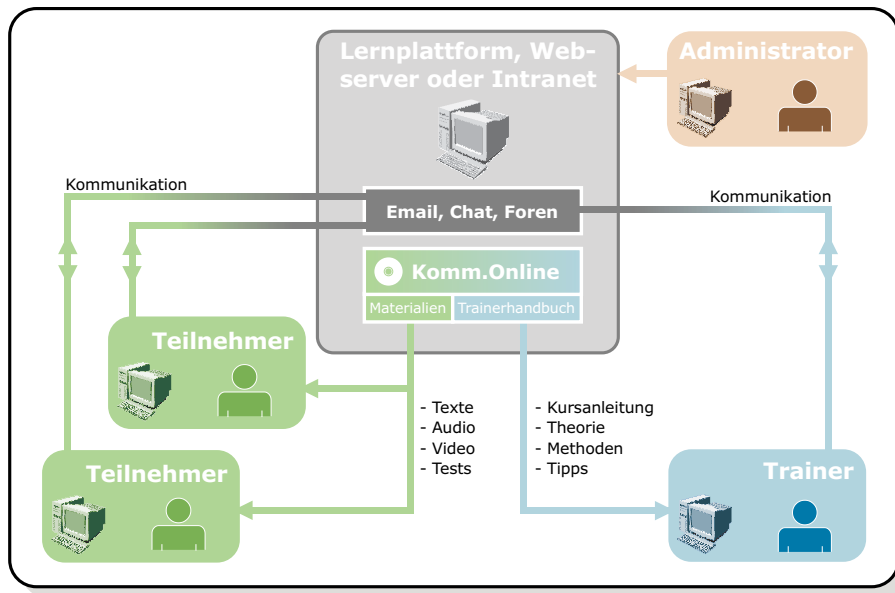 Lernplattform, Web-
server oder Intranet
Administrator
Kommunikation
Kommunikation
Email, Chat, Foren
Komm.Online
Materialien
Trainerhandbuch
Teilnehmer
- Texte
- Audio
- Video
- Tests
- Kursanleitung
- Theorie
- Methoden
- Tipps
Teilnehmer
Trainer